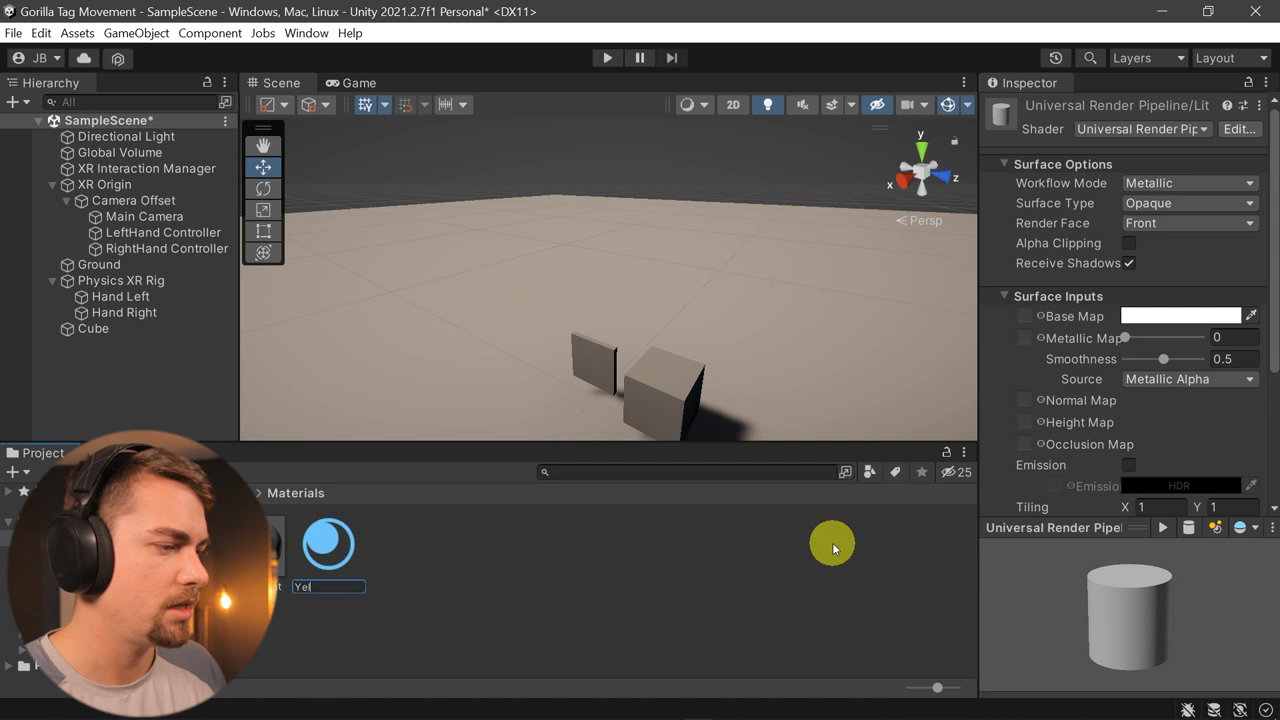 Gorilla Tag Movement - SampleScene - Windows, Mac, Linux - Unity 2021.2.7f1 Personal* <DX11>
File Edit Assets GameObject Component Jobs Window Help
JB Layers Layout
Hierarchy
All
SampleScene*
Directional Light
Global Volume
XR Interaction Manager
XR Origin
Camera Offset
Main Camera
LeftHand Controller
RightHand Controller
Ground
Physics XR Rig
Hand Left
Hand Right
Cube
Scene Game
2D
y
x
z
Persp
Inspector
Universal Render Pipeline/Lit
Shader Universal Render Pip Edit...
Surface Options
Workflow Mode Metallic
Surface Type Opaque
Render Face Front
Alpha Clipping
Receive Shadows
Surface Inputs
Base Map
Metallic Map 0
Smoothness 0.5
Source Metallic Alpha
Normal Map
Height Map
Occlusion Map
Emission
Emissio HDR
Tiling X 1 Y 1
Universal Render Pipe
Project
25
Materials
Yel